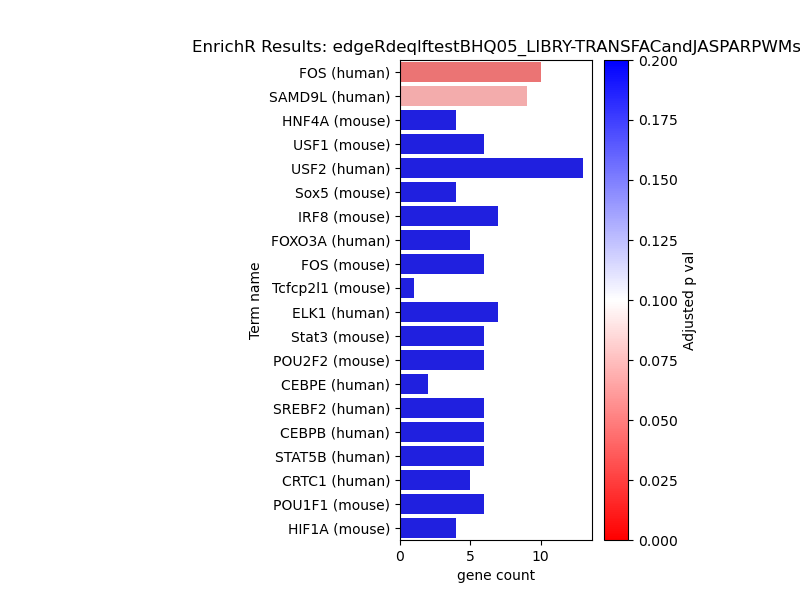 EnrichR Results: edgeRdeqlftestBHQ05_LIBRY-TRANSFACandJASPARPWMs
FOS (human)
SAMD9L (human)
HNF4A (mouse)
USF1 (mouse)
USF2 (human)
Sox5 (mouse)
IRF8 (mouse)
FOXO3A (human)
FOS (mouse)
Tcfcp2l1 (mouse)
ELK1 (human)
Stat3 (mouse)
POU2F2 (mouse)
CEBPE (human)
SREBF2 (human)
CEBPB (human)
STAT5B (human)
CRTC1 (human)
POU1F1 (mouse)
HIF1A (mouse)
Term name
0 5 10
gene count
0.200
0.175
0.150
0.125
0.100
0.075
0.050
0.025
0.000
Adjusted p val